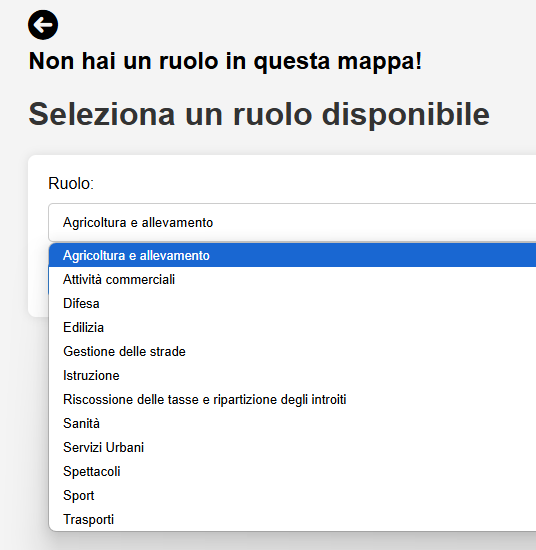 Non hai un ruolo in questa mappa!
Seleziona un ruolo disponibile
Ruolo:
Agricoltura e allevamento
Agricoltura e allevamento
Attività commerciali
Difesa
Edilizia
Gestione delle strade
Istruzione
Riscossione delle tasse e ripartizione degli introiti
Sanità
Servizi Urbani
Spettacoli
Sport
Trasporti